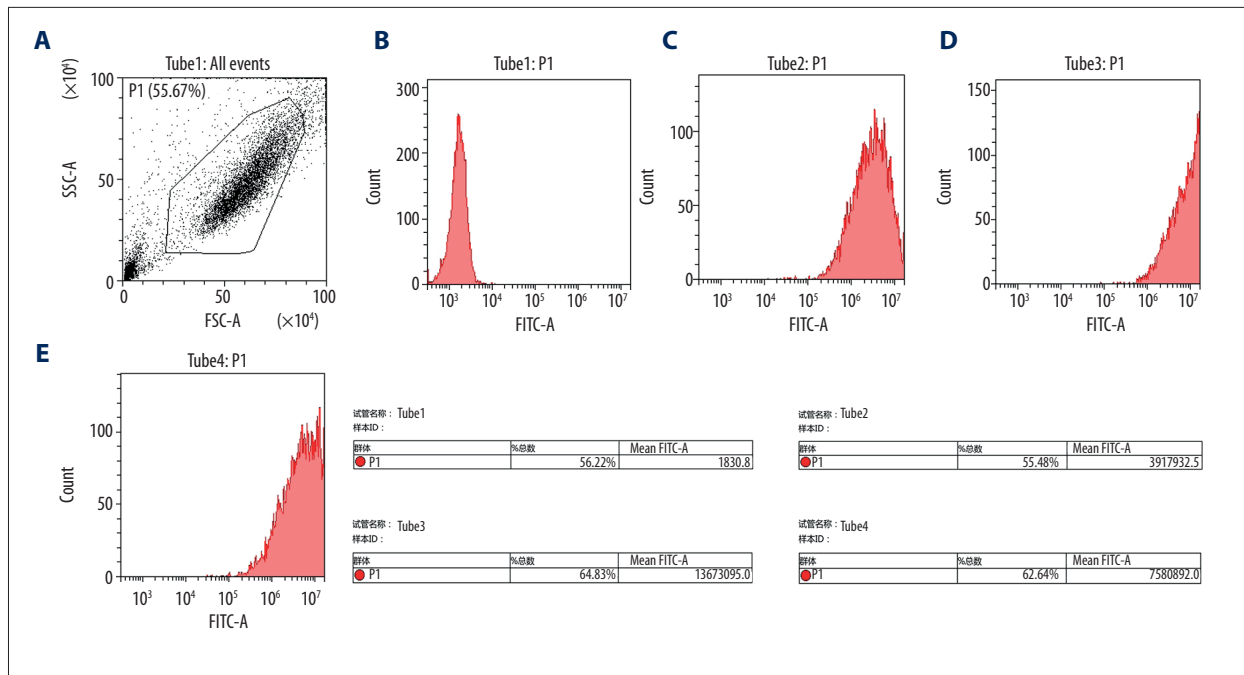 A
Tube1: All events
(×10⁴)
100
P1 (55.67%)
SSC-A
50
0
0 50 100
FSC-A (×10⁴)
B
Tube1: P1
300
200
100
0
Count
10³ 10⁴ 10⁵ 10⁶ 10⁷
FITC-A
C
Tube2: P1
100
50
0
Count
10³ 10⁴ 10⁵ 10⁶ 10⁷
FITC-A
D
Tube3: P1
150
100
50
0
Count
10³ 10⁴ 10⁵ 10⁶ 10⁷
FITC-A
E
Tube4: P1
100
50
0
Count
10³ 10⁴ 10⁵ 10⁶ 10⁷
FITC-A
试管名称： Tube1
样本ID：
群体 %总数 Mean FITC-A
P1 56.22% 1830.8
试管名称： Tube2
样本ID：
群体 %总数 Mean FITC-A
P1 55.48% 3917932.5
试管名称： Tube3
样本ID：
群体 %总数 Mean FITC-A
P1 64.83% 13673095.0
试管名称： Tube4
样本ID：
群体 %总数 Mean FITC-A
P1 62.64% 7580892.0